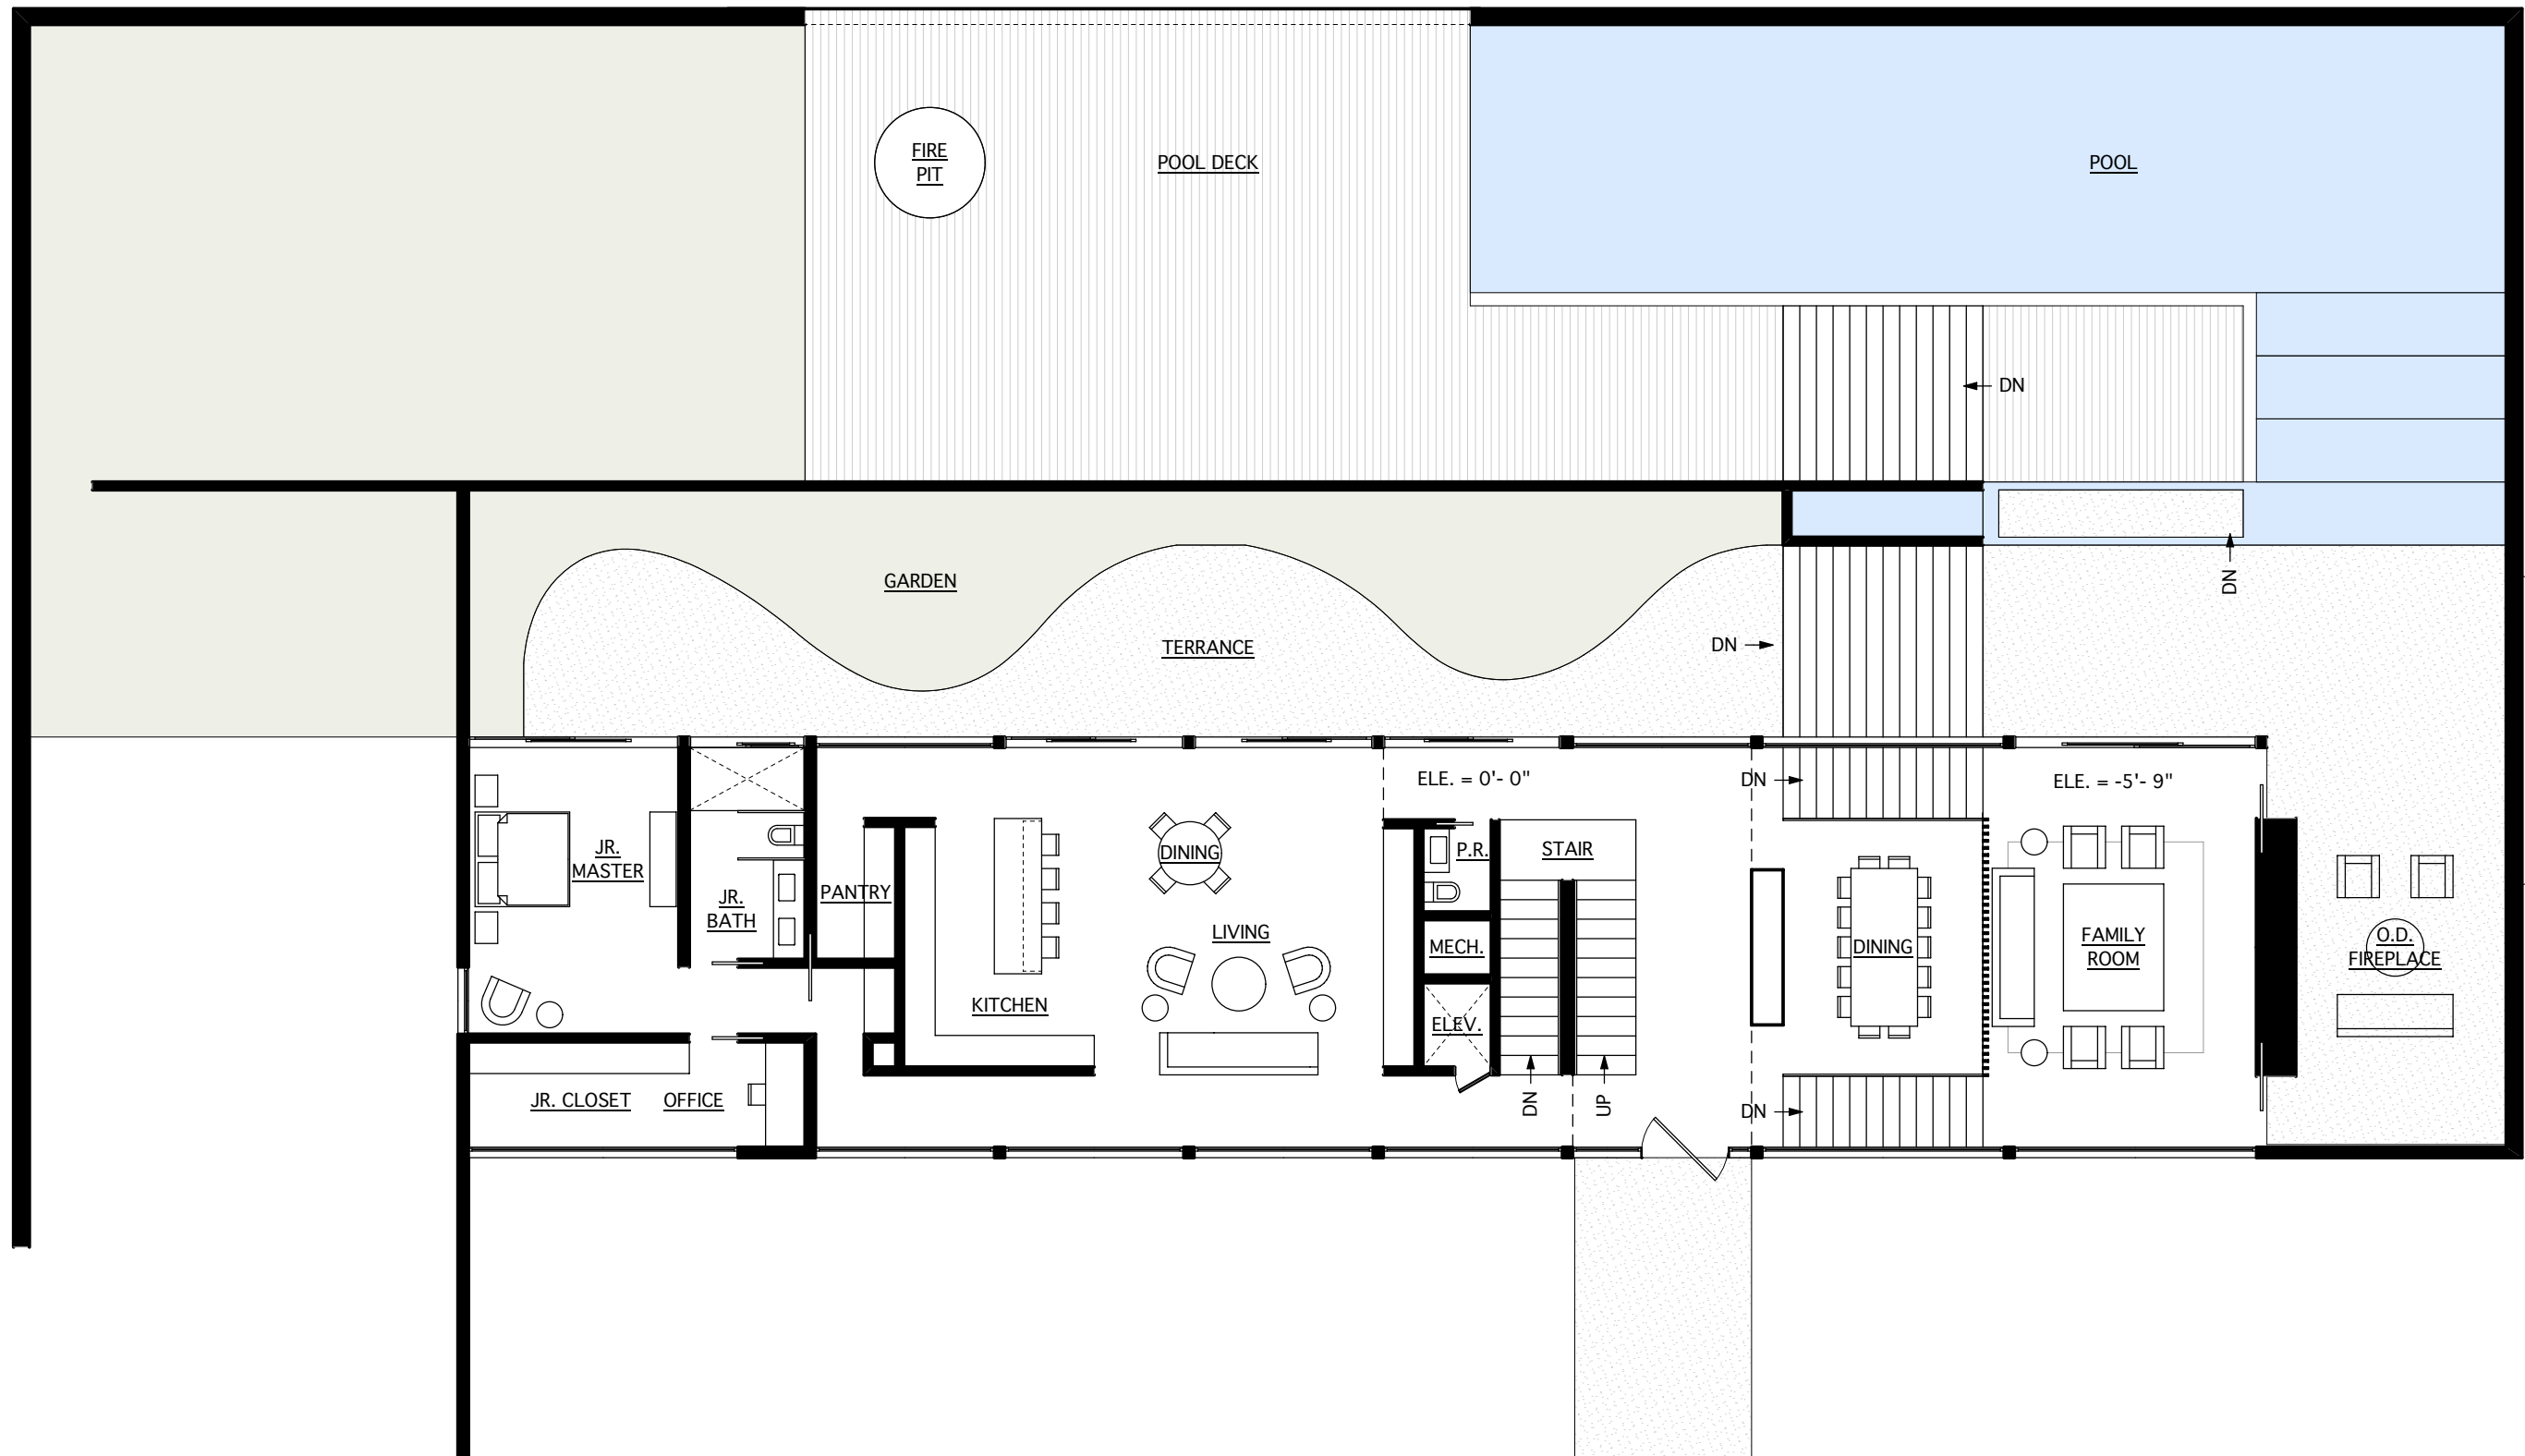 FIRE
PIT
POOL DECK
POOL
DN
GARDEN
DN
TERRANCE
DN
ELE. = 0'- 0"
DN
ELE. = -5'- 9"
JR.
MASTER
DINING
P.R.
STAIR
JR.
BATH
PANTRY
LIVING
MECH.
DINING
FAMILY
ROOM
O.D.
FIREPLACE
KITCHEN
ELEV.
JR. CLOSET
OFFICE
DN
UP
DN